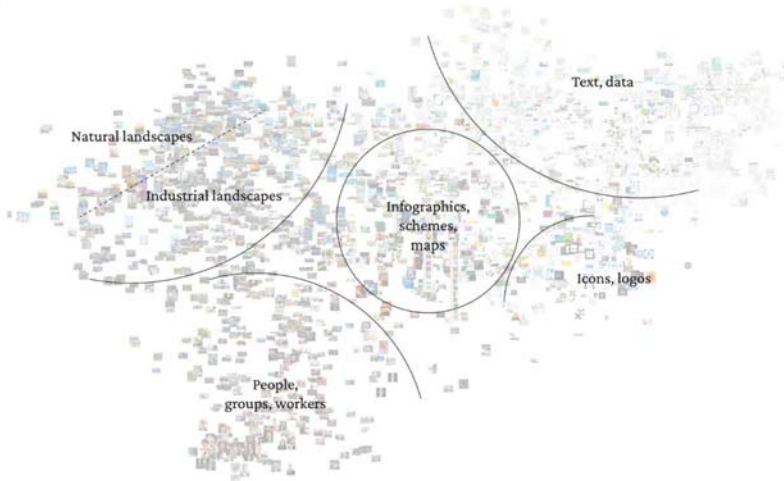 Text, data
Natural landscapes
Industrial landscapes
Infographics,
schemes,
maps
Icons, logos
People,
groups, workers